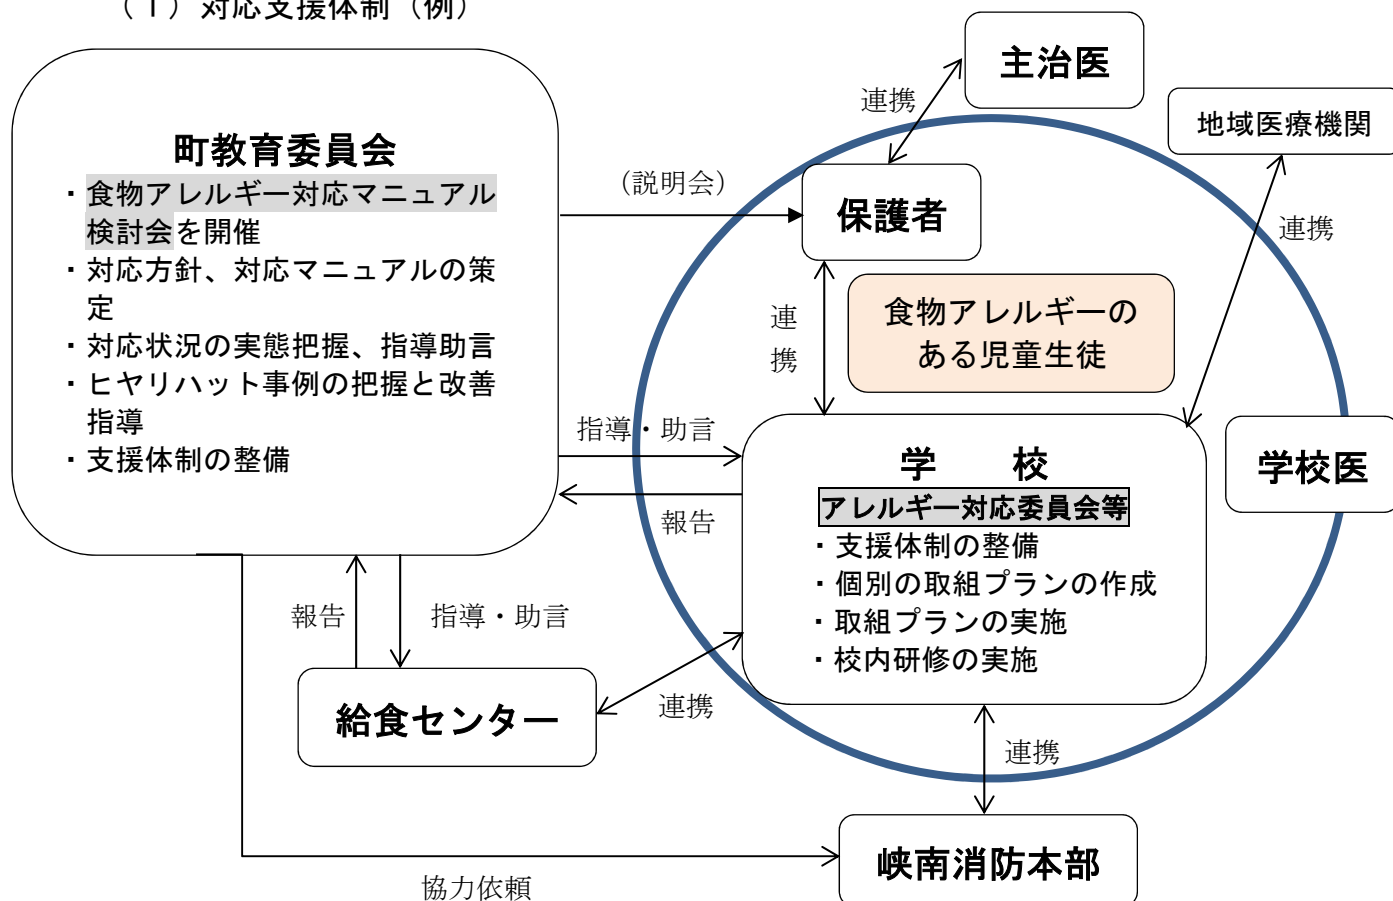 （１）対応支援体制（例）
主治医
連携
地域医療機関
町教育委員会
・食物アレルギー対応マニュアル
検討会を開催
・対応方針、対応マニュアルの策
定
・対応状況の実態把握、指導助言
・ヒヤリハット事例の把握と改善
指導
・支援体制の整備
（説明会）
保護者
連携
連
携
食物アレルギーの
ある児童生徒
指導・助言
報告
学　校
アレルギー対応委員会等
・支援体制の整備
・個別の取組プランの作成
・取組プランの実施
・校内研修の実施
学校医
報告
指導・助言
給食センター
連携
連携
峡南消防本部
協力依頼